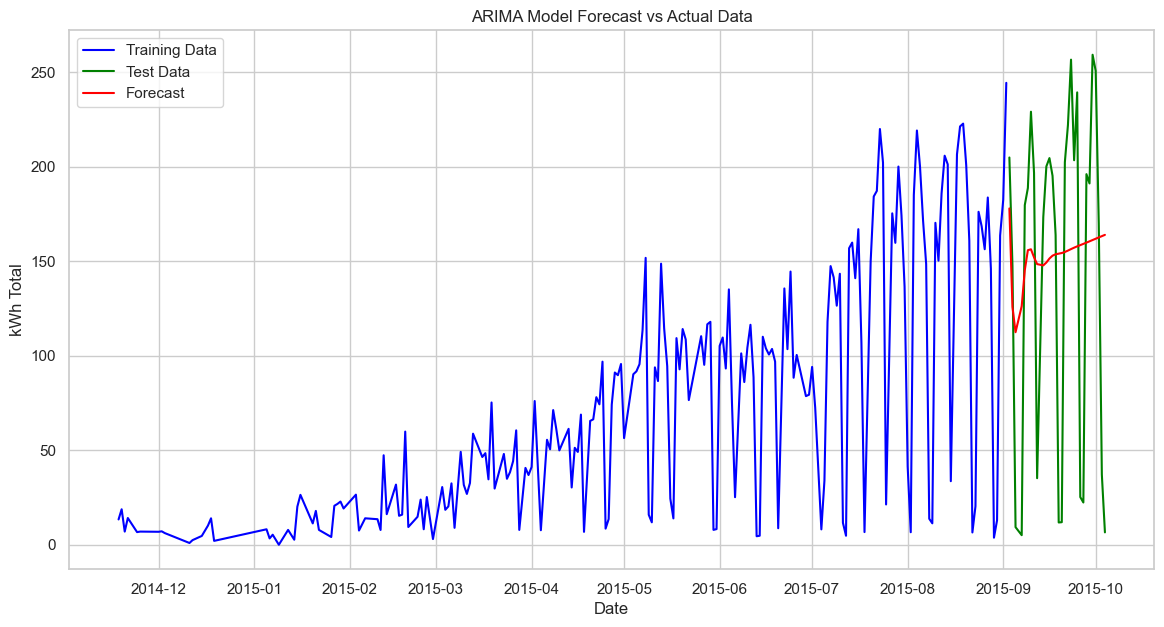 ARIMA Model Forecast vs Actual Data
Training Data
Test Data
Forecast
kWh Total
250
200
150
100
50
0
2014-12 2015-01 2015-02 2015-03 2015-04 2015-05 2015-06 2015-07 2015-08 2015-09 2015-10
Date